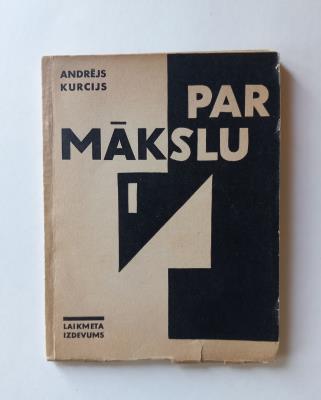 ANDRĒJS
KURCIJS
PAR
MĀKSLU
LAIKMETA
IZDEVUMS